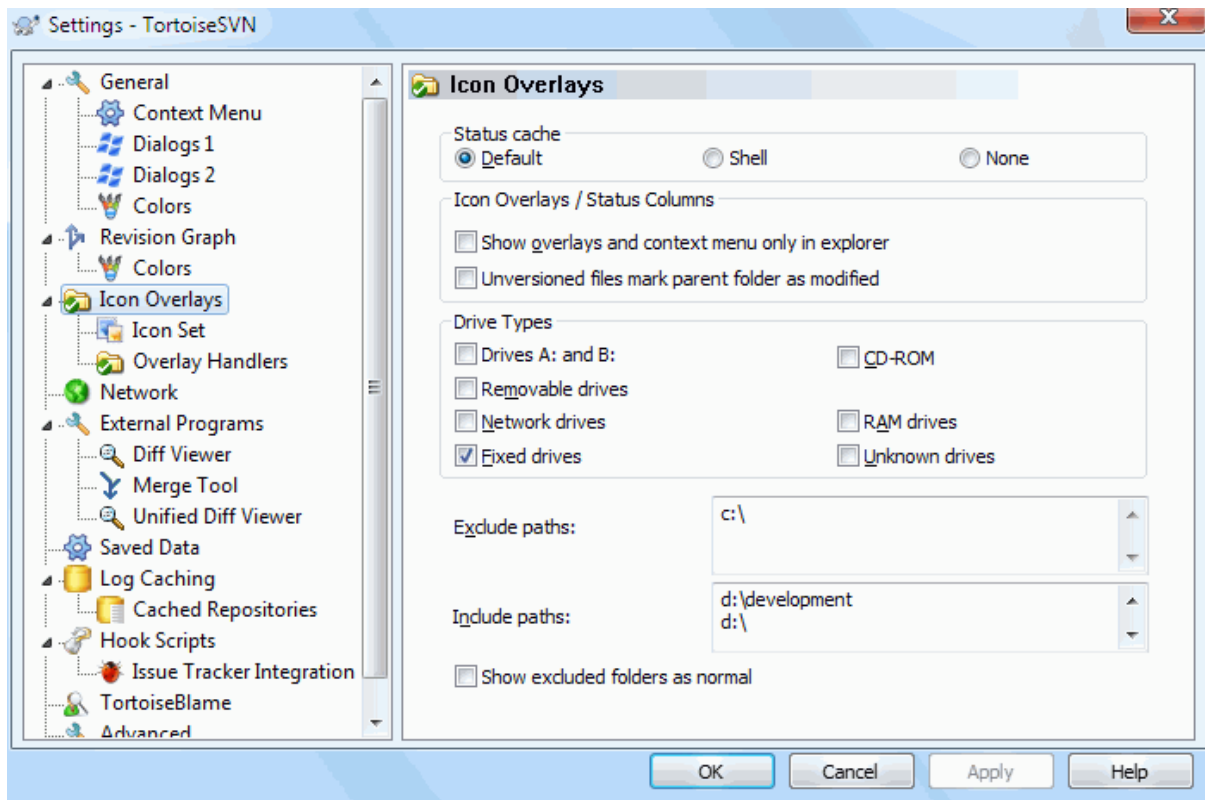 Settings - TortoiseSVN
General
Context Menu
Dialogs 1
Dialogs 2
Colors
Revision Graph
Colors
Icon Overlays
Icon Set
Overlay Handlers
Network
External Programs
Diff Viewer
Merge Tool
Unified Diff Viewer
Saved Data
Log Caching
Cached Repositories
Hook Scripts
Issue Tracker Integration
TortoiseBlame
Advanced
Icon Overlays
Status cache
Default Shell None
Icon Overlays / Status Columns
Show overlays and context menu only in explorer
Unversioned files mark parent folder as modified
Drive Types
Drives A: and B: CD-ROM
Removable drives
Network drives RAM drives
Fixed drives Unknown drives
Exclude paths: c:\
Include paths: d:\development
d:\
Show excluded folders as normal
OK Cancel Apply Help